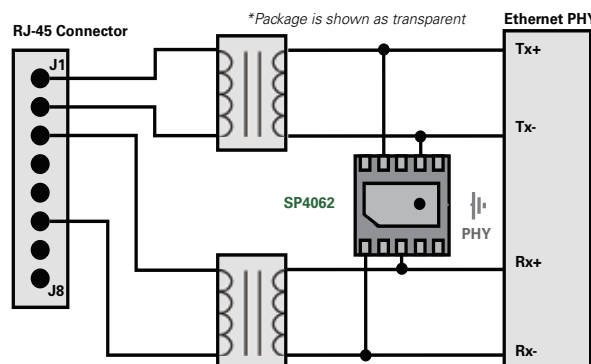 *Package is shown as transparent
RJ-45 Connector
Ethernet PHY
J1
Tx+
Tx-
SP4062
PHY
Rx+
J8
Rx-